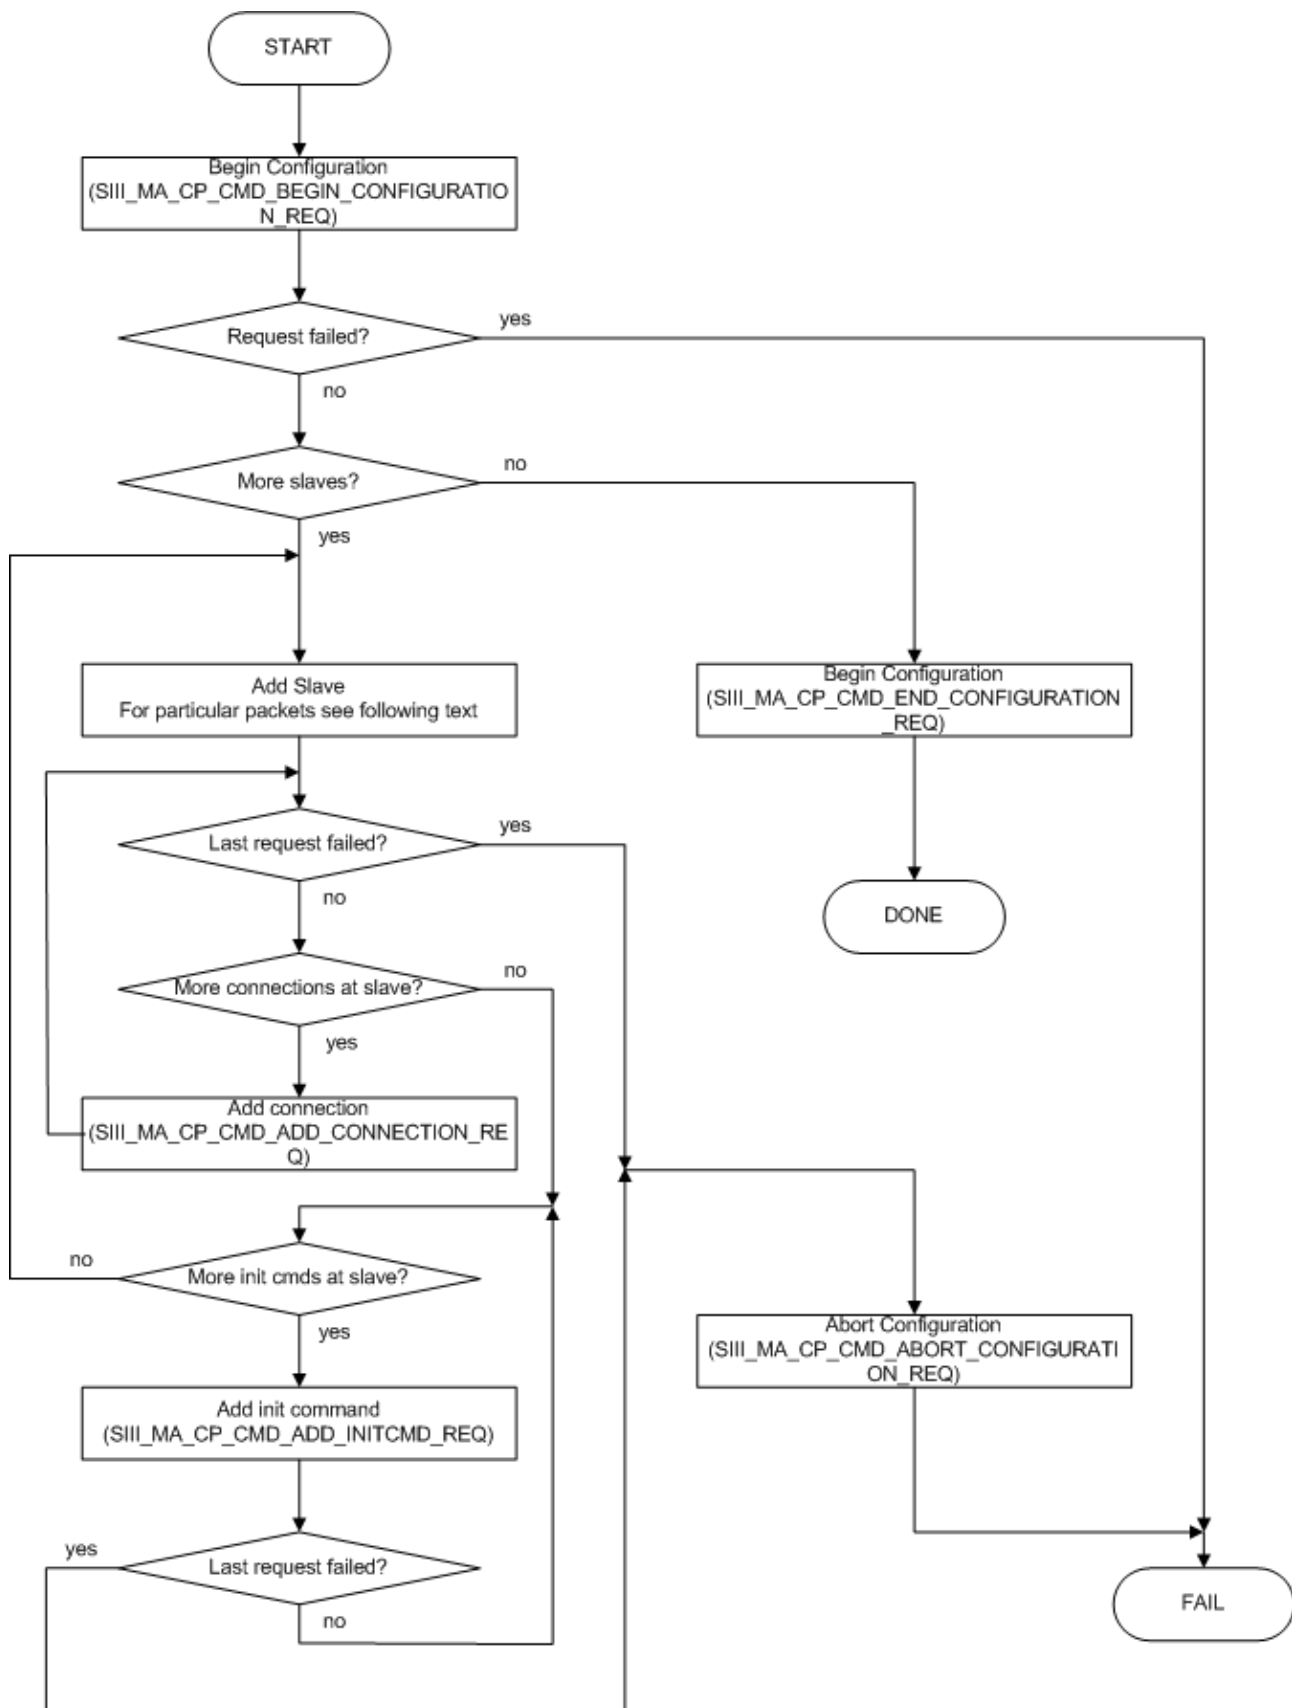 START
Begin Configuration
(SIII_MA_CP_CMD_BEGIN_CONFIGURATIO
N_REQ)
Request failed?
yes
no
More slaves?
no
yes
Add Slave
For particular packets see following text
Begin Configuration
(SIII_MA_CP_CMD_END_CONFIGURATION
_REQ)
Last request failed?
yes
no
DONE
More connections at slave?
no
yes
Add connection
(SIII_MA_CP_CMD_ADD_CONNECTION_RE
Q)
no
More init cmds at slave?
yes
Abort Configuration
(SIII_MA_CP_CMD_ABORT_CONFIGURATI
ON_REQ)
Add init command
(SIII_MA_CP_CMD_ADD_INITCMD_REQ)
yes
Last request failed?
no
FAIL